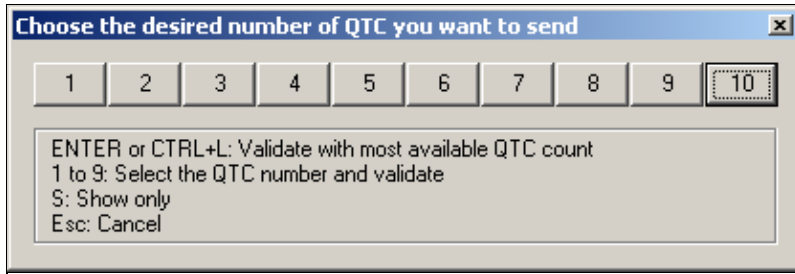 Choose the desired number of QTC you want to send
1 2 3 4 5 6 7 8 9 10
ENTER or CTRL+L: Validate with most available QTC count
1 to 9: Select the QTC number and validate
S: Show only
Esc: Cancel